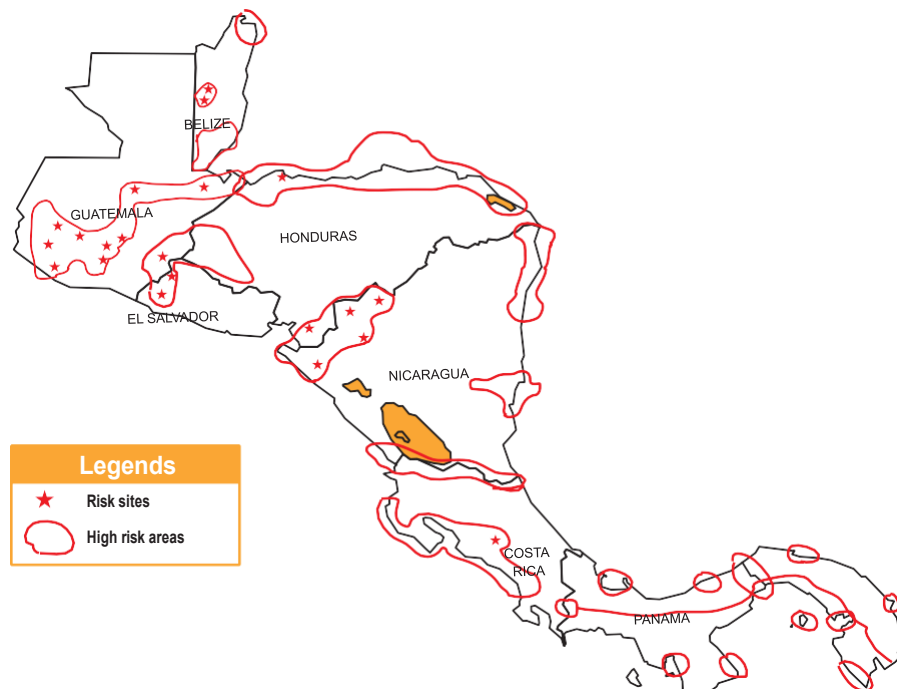 BELIZE
GUATEMALA
HONDURAS
EL SALVADOR
NICARAGUA
Legends
Risk sites
High risk areas
COSTA
RICA
PANAMA